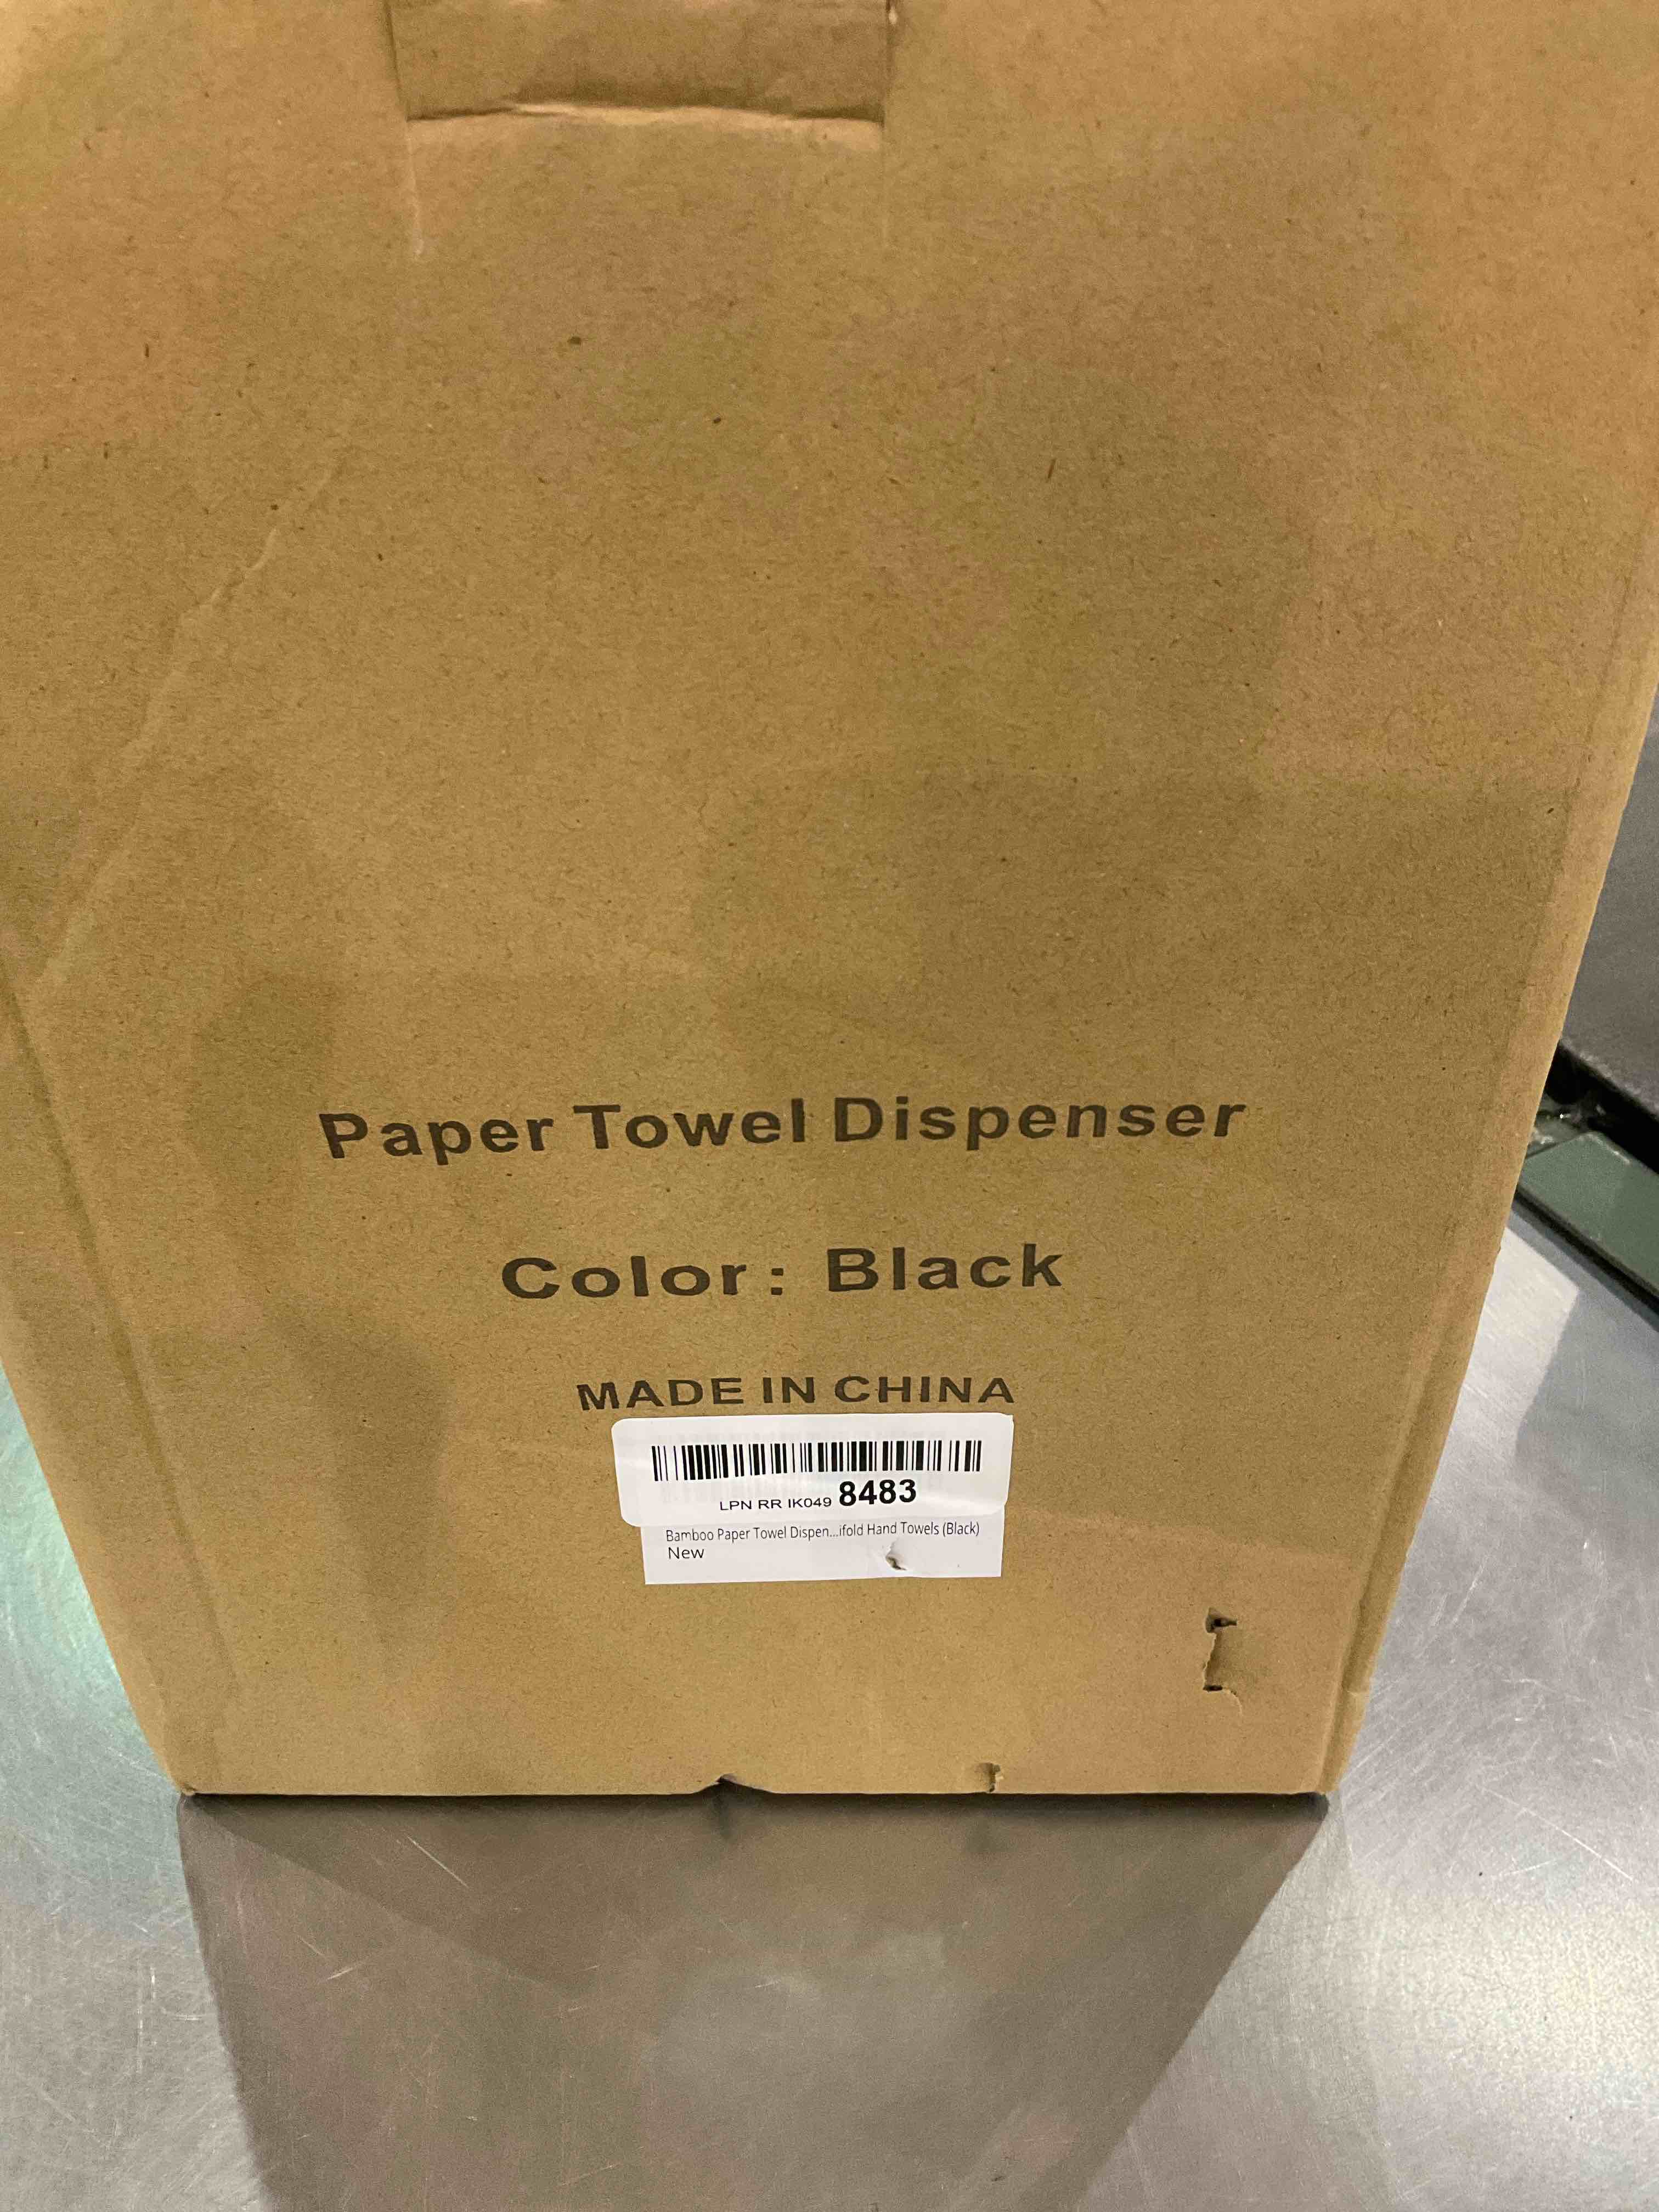 Paper Towel Dispenser
Color: Black
MADE IN CHINA
LPN RR IK049 8483
Bamboo Paper Towel Dispen...ifold Hand Towels (Black)
New